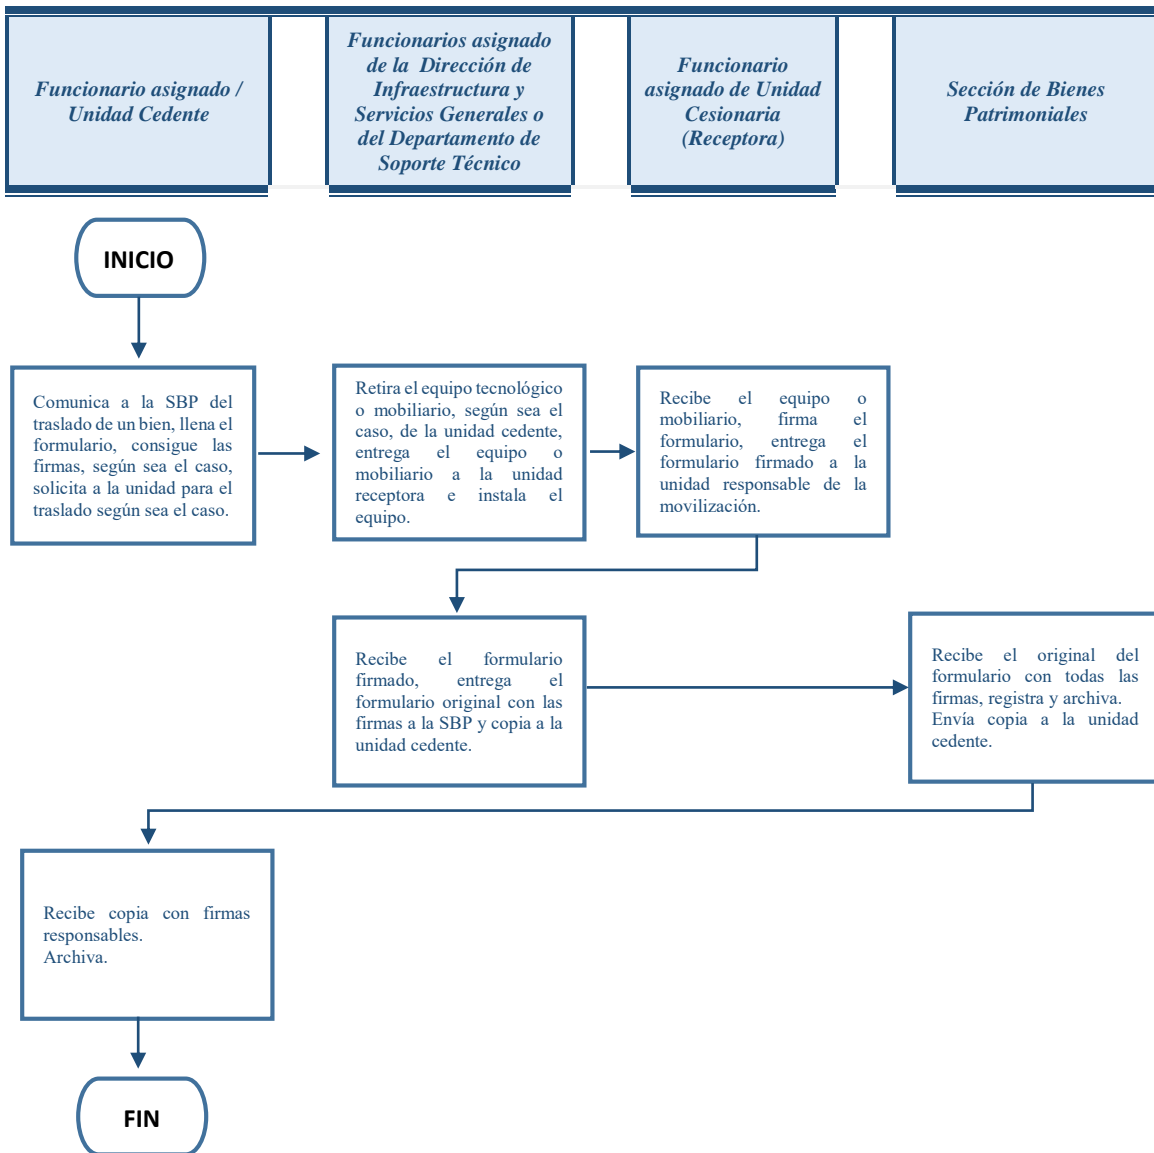 Funcionario asignado /
Unidad Cedente
Funcionarios asignado
de la Dirección de
Infraestructura y
Servicios Generales o
del Departamento de
Soporte Técnico
Funcionario
asignado de Unidad
Cesionaria
(Receptora)
Sección de Bienes
Patrimoniales
INICIO
Comunica a la SBP del
traslado de un bien, llena el
formulario, consigue las
firmas, según sea el caso,
solicita a la unidad para el
traslado según sea el caso.
Retira el equipo tecnológico
o mobiliario, según sea el
caso, de la unidad cedente,
entrega el equipo o
mobiliario a la unidad
receptora e instala el
equipo.
Recibe el equipo o
mobiliario, firma el
formulario, entrega el
formulario firmado a la
unidad responsable de la
movilización.
Recibe el formulario
firmado, entrega el
formulario original con las
firmas a la SBP y copia a la
unidad cedente.
Recibe el original del
formulario con todas las
firmas, registra y archiva.
Envía copia a la unidad
cedente.
Recibe copia con firmas
responsables.
Archiva.
FIN